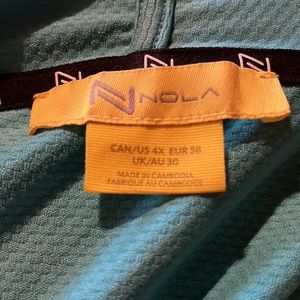 NOLA
CAN/US 4X EUR 58
UK/AU 30
MADE IN CAMBODIA
FABRIQUÉ AU CAMBODGE